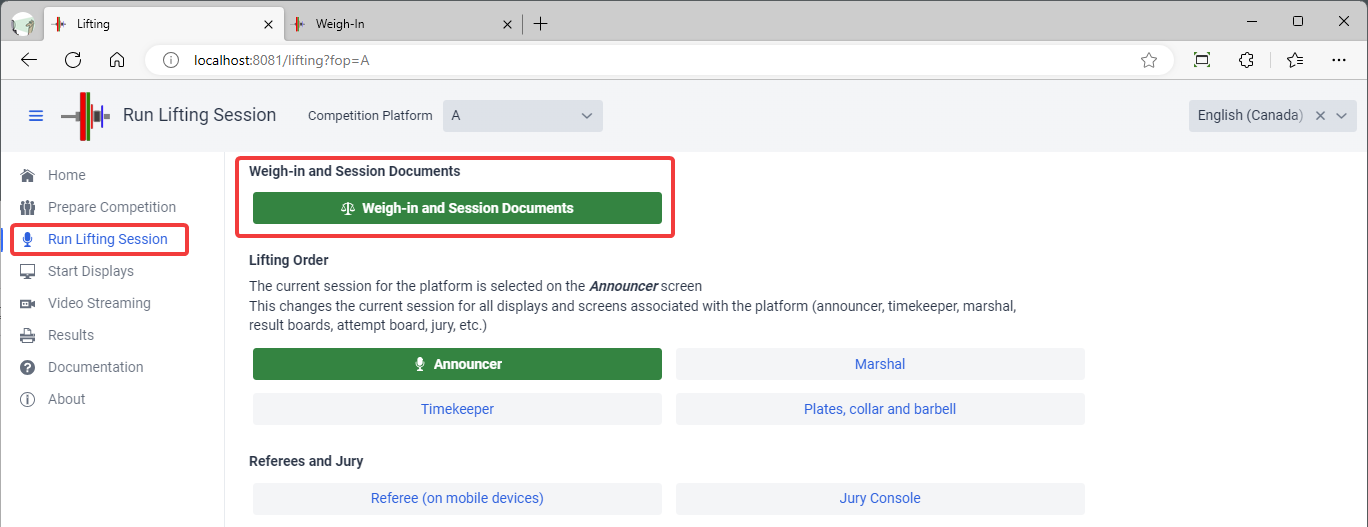 Lifting
Weigh-In
localhost:8081/lifting?fop=A
Run Lifting Session
Competition Platform
A
English (Canada)
Home
Prepare Competition
Run Lifting Session
Start Displays
Video Streaming
Results
Documentation
About
Weigh-in and Session Documents
Weigh-in and Session Documents
Lifting Order
The current session for the platform is selected on the Announcer screen
This changes the current session for all displays and screens associated with the platform (announcer, timekeeper, marshal,
result boards, attempt board, jury, etc.)
Announcer
Marshal
Timekeeper
Plates, collar and barbell
Referees and Jury
Referee (on mobile devices)
Jury Console